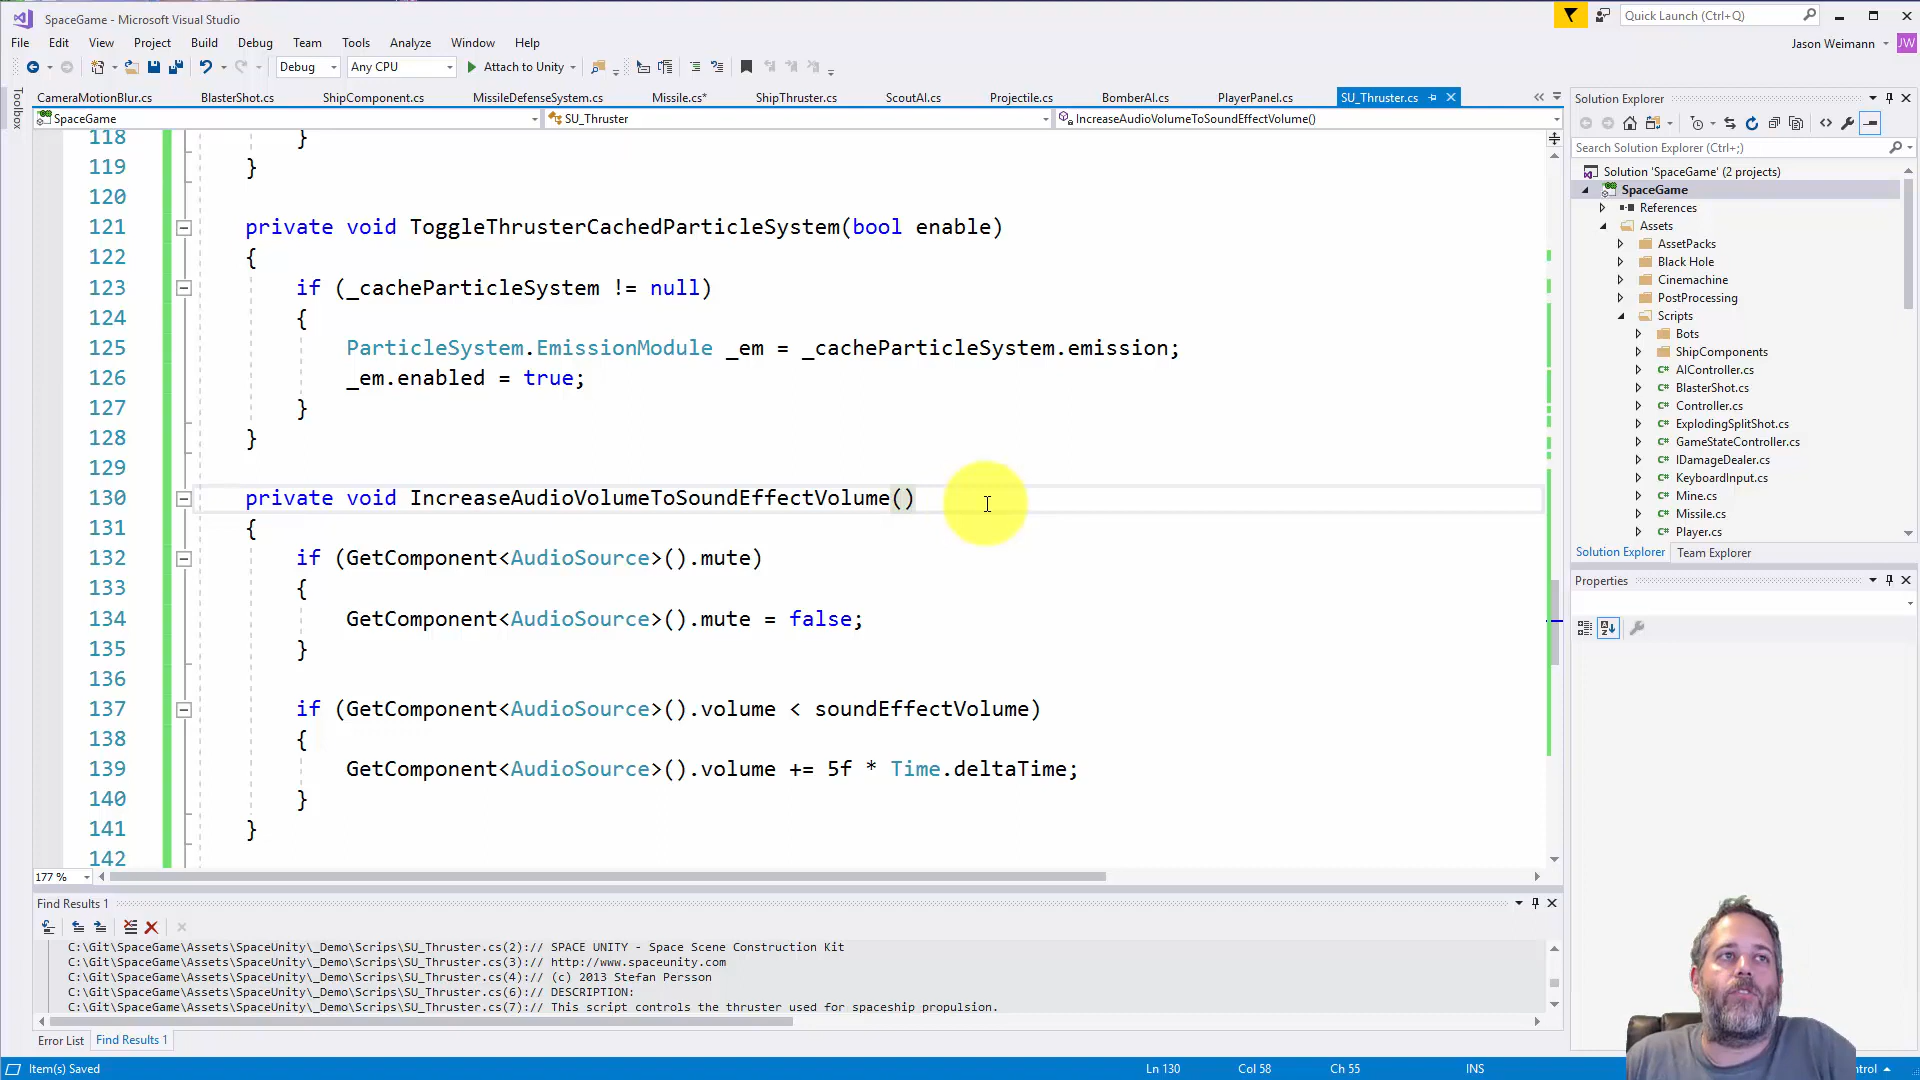 SpaceGame - Microsoft Visual Studio
Quick Launch (Ctrl+Q)
File Edit View Project Build Debug Team Tools Analyze Window Help
Jason Weimann JW
Debug Any CPU Attach to Unity
Toolbox
CameraMotionBlur.cs BlasterShot.cs ShipComponent.cs MissileDefenseSystem.cs Missile.cs* ShipThruster.cs ScoutAI.cs Projectile.cs BomberAI.cs PlayerPanel.cs SU_Thruster.cs
SpaceGame SU_Thruster IncreaseAudioVolumeToSoundEffectVolume()
118 }
119 }
120
121 private void ToggleThrusterCachedParticleSystem(bool enable)
122 {
123 if (_cacheParticleSystem != null)
124 {
125 ParticleSystem.EmissionModule _em = _cacheParticleSystem.emission;
126 _em.enabled = true;
127 }
128 }
129
130 private void IncreaseAudioVolumeToSoundEffectVolume()
131 {
132 if (GetComponent<AudioSource>().mute)
133 {
134 GetComponent<AudioSource>().mute = false;
135 }
136
137 if (GetComponent<AudioSource>().volume < soundEffectVolume)
138 {
139 GetComponent<AudioSource>().volume += 5f * Time.deltaTime;
140 }
141 }
142
177 %
Find Results 1
C:\Git\SpaceGame\Assets\SpaceUnity\_Demo\Scrips\SU_Thruster.cs(2):// SPACE UNITY - Space Scene Construction Kit
C:\Git\SpaceGame\Assets\SpaceUnity\_Demo\Scrips\SU_Thruster.cs(3):// http://www.spaceunity.com
C:\Git\SpaceGame\Assets\SpaceUnity\_Demo\Scrips\SU_Thruster.cs(4):// (c) 2013 Stefan Persson
C:\Git\SpaceGame\Assets\SpaceUnity\_Demo\Scrips\SU_Thruster.cs(6):// DESCRIPTION:
C:\Git\SpaceGame\Assets\SpaceUnity\_Demo\Scrips\SU_Thruster.cs(7):// This script controls the thruster used for spaceship propulsion.
Error List Find Results 1
Item(s) Saved Ln 130 Col 58 Ch 55 INS
Solution Explorer
Search Solution Explorer (Ctrl+;)
Solution 'SpaceGame' (2 projects)
SpaceGame
References
Assets
AssetPacks
Black Hole
Cinemachine
PostProcessing
Scripts
Bots
ShipComponents
AIController.cs
BlasterShot.cs
Controller.cs
ExplodingSplitShot.cs
GameStateController.cs
IDamageDealer.cs
KeyboardInput.cs
Mine.cs
Missile.cs
Player.cs
Solution Explorer Team Explorer
Properties